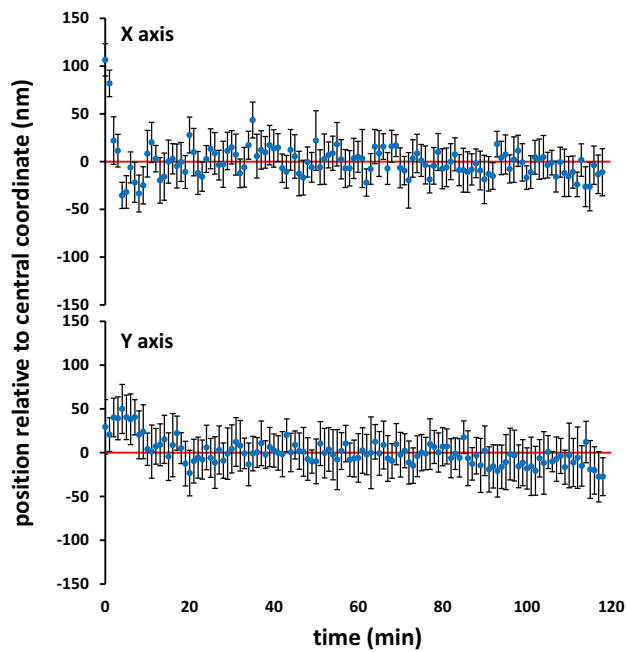 position relative to central coordinate (nm)
X axis
150
100
50
0
-50
-100
-150
Y axis
150
100
50
0
-50
-100
-150
0 20 40 60 80 100 120
time (min)